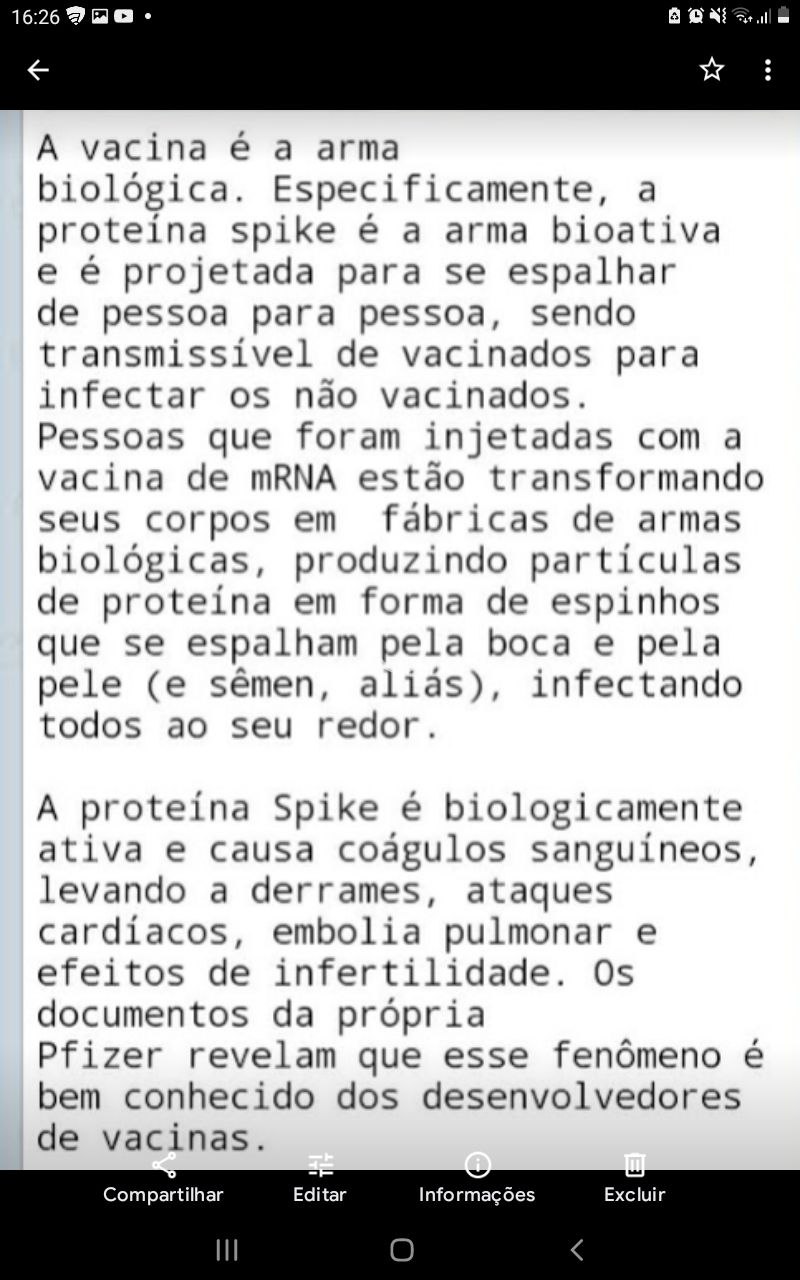 16:26
A vacina é a arma
biológica. Especificamente, a
proteína spike é a arma bioativa
e é projetada para se espalhar
de pessoa para pessoa, sendo
transmissível de vacinados para
infectar os não vacinados.
Pessoas que foram injetadas com a
vacina de mRNA estão transformando
seus corpos em  fábricas de armas
biológicas, produzindo partículas
de proteína em forma de espinhos
que se espalham pela boca e pela
pele (e sêmen, aliás), infectando
todos ao seu redor.
A proteína Spike é biologicamente
ativa e causa coágulos sanguíneos,
levando a derrames, ataques
cardíacos, embolia pulmonar e
efeitos de infertilidade. Os
documentos da própria
Pfizer revelam que esse fenômeno é
bem conhecido dos desenvolvedores
de vacinas.
Compartilhar Editar Informações Excluir